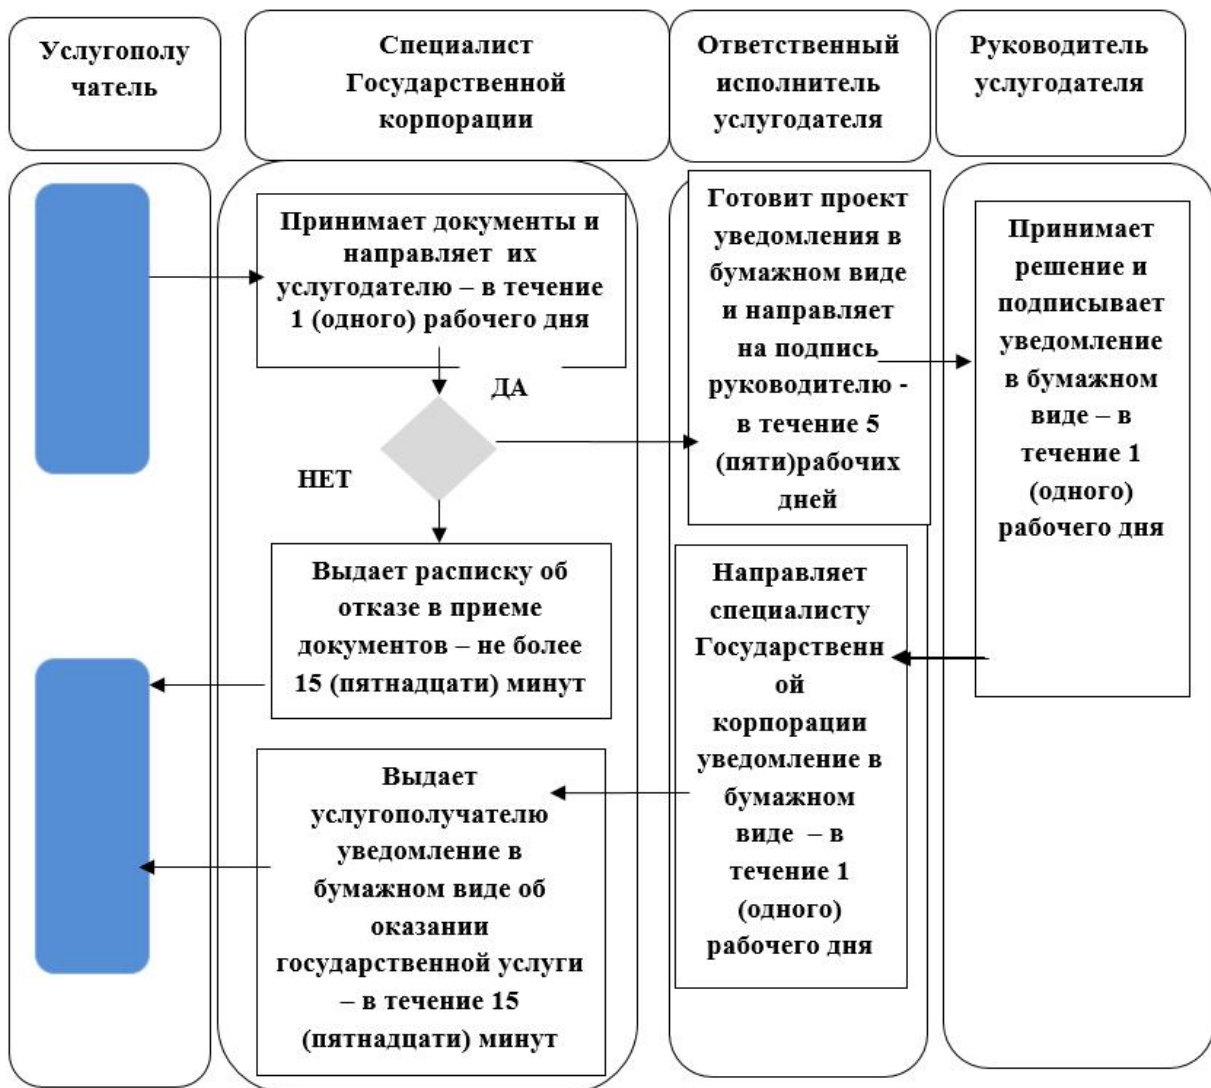 Услугополу
чатель
Специалист
Государственной
корпорации
Ответственный
исполнитель
услугодателя
Руководитель
услугодателя
Принимает документы и
направляет их
услугодателю – в течение
1 (одного) рабочего дня
ДА
НЕТ
Выдает расписку об
отказе в приеме
документов – не более
15 (пятнадцати) минут
Выдает
услугополучателю
уведомление в
бумажном виде об
оказании
государственной услуги
– в течение 15
(пятнадцати) минут
Готовит проект
уведомления в
бумажном виде
и направляет
на подпись
руководителю -
в течение 5
(пяти)рабочих
дней
Направляет
специалисту
Государственн
ой
корпорации
уведомление в
бумажном
виде – в
течение 1
(одного)
рабочего дня
Принимает
решение и
подписывает
уведомление
в бумажном
виде – в
течение 1
(одного)
рабочего дня